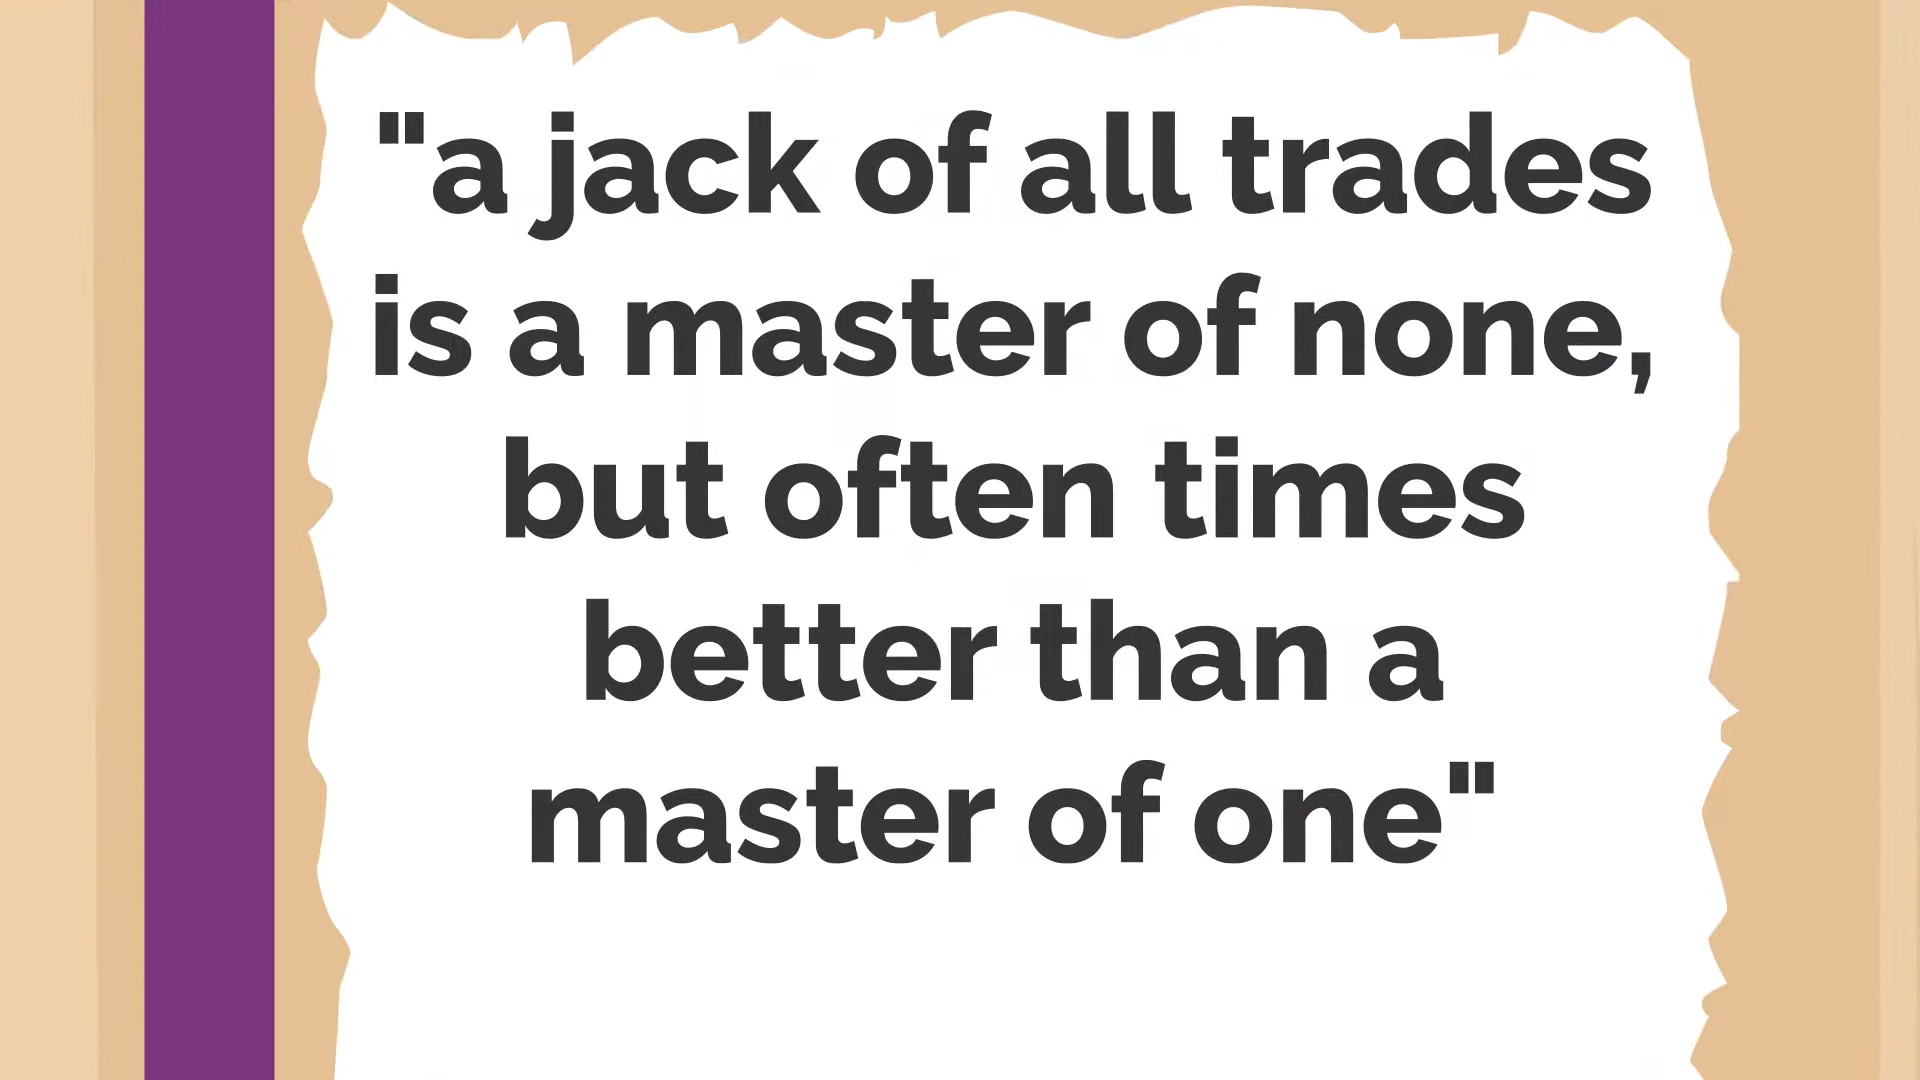 "a jack of all trades
is a master of none,
but often times
better than a
master of one"